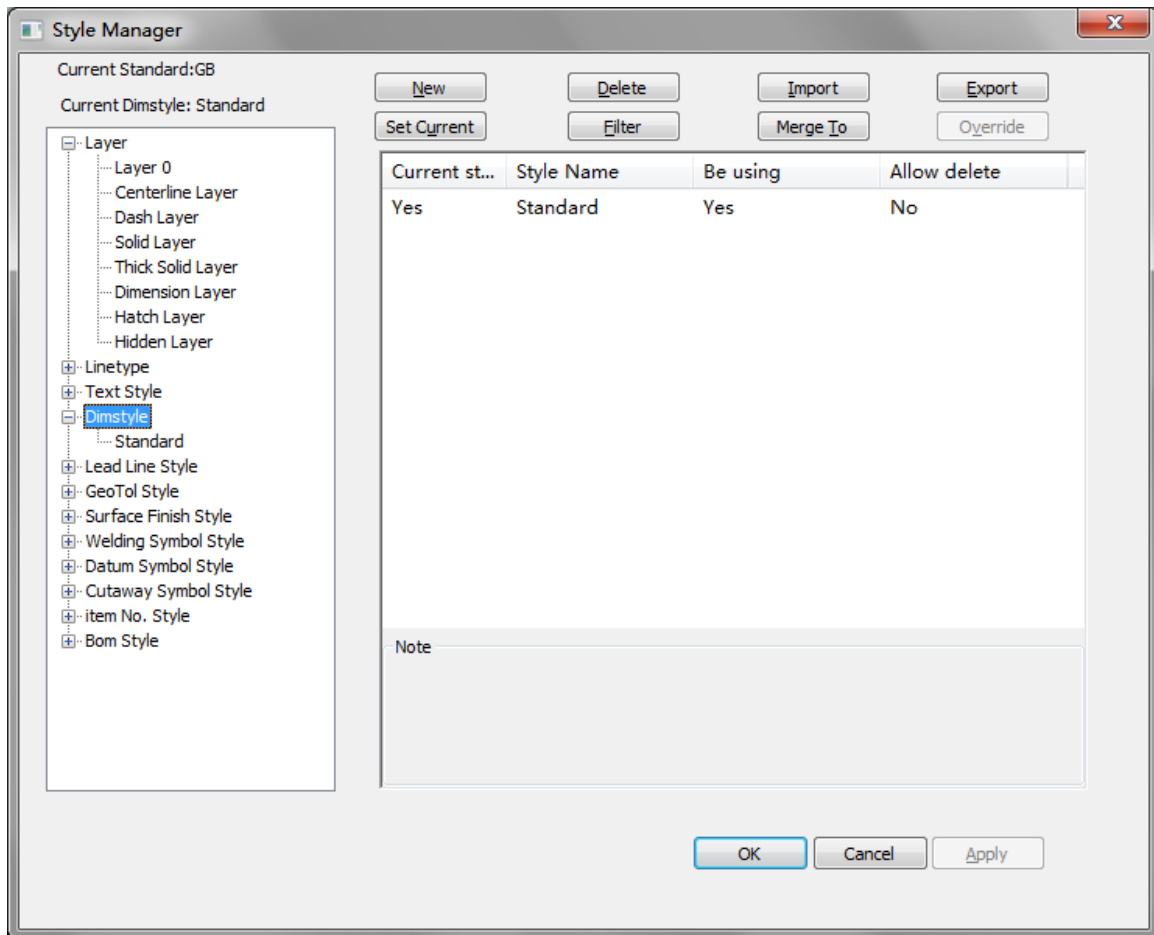 Style Manager
Current Standard:GB
Current Dimstyle: Standard
New Delete Import Export
Set Current Filter Merge To Override
Layer
Layer 0
Centerline Layer
Dash Layer
Solid Layer
Thick Solid Layer
Dimension Layer
Hatch Layer
Hidden Layer
Linetype
Text Style
Dimstyle
Standard
Lead Line Style
GeoTol Style
Surface Finish Style
Welding Symbol Style
Datum Symbol Style
Cutaway Symbol Style
item No. Style
Bom Style
Current st... Style Name Be using Allow delete
Yes Standard Yes No
Note
OK Cancel Apply